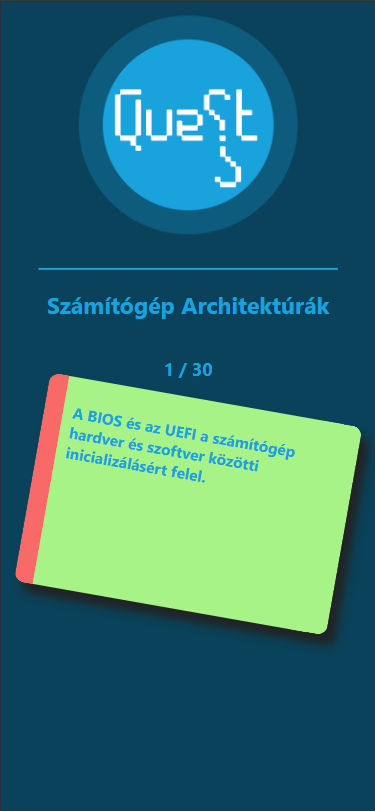 Quest
Számítógép Architektúrák
1 / 30
A BIOS és az UEFI a számítógép
hardver és szoftver közötti
inicializálásért felel.